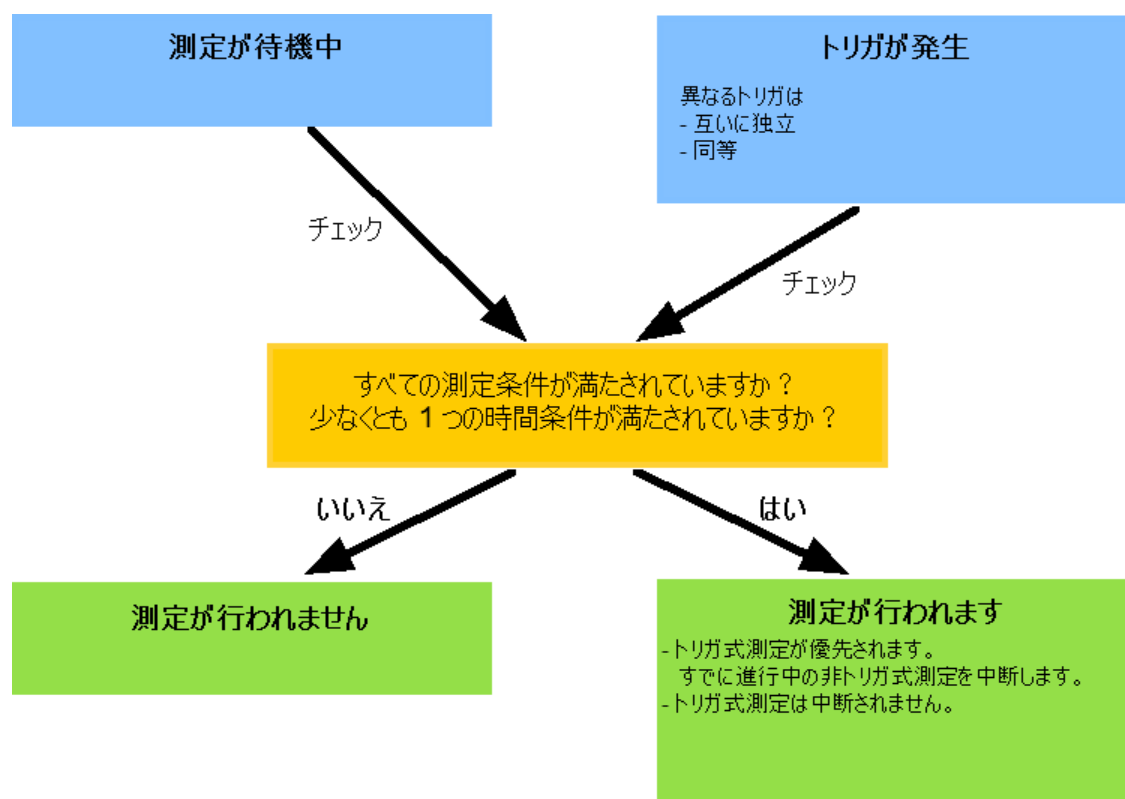 測定が待機中
トリガが発生
異なるトリガは
- 互いに独立
- 同等
チェック
チェック
すべての測定条件が満たされていますか？
少なくとも 1 つの時間条件が満たされていますか？
いいえ
はい
測定が行われません
測定が行われます
-トリガ式測定が優先されます。
すでに進行中の非トリガ式測定を中断します。
-トリガ式測定は中断されません。